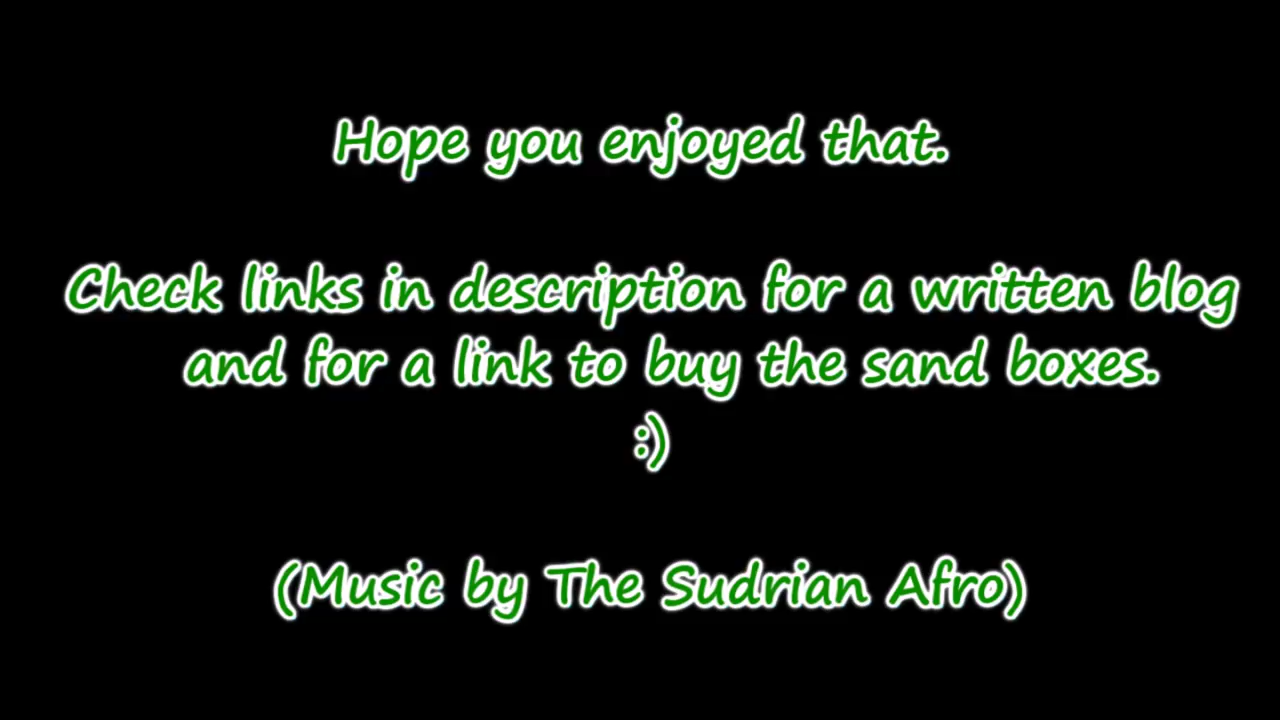 Hope you enjoyed that.
Check links in description for a written blog
and for a link to buy the sand boxes.
:)
(Music by The Sudrian Afro)